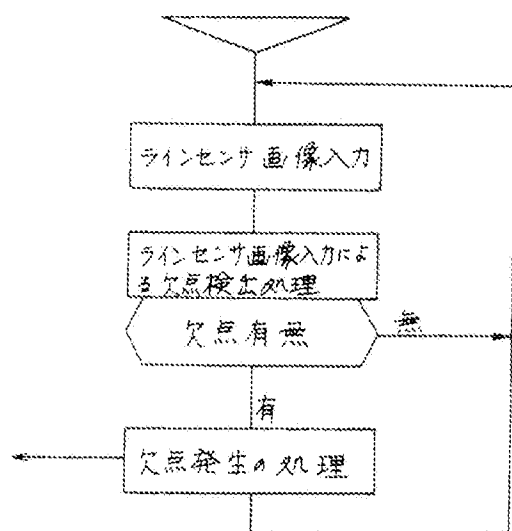 ラインセンサ画像入力
ラインセンサ画像入力によ
る欠点検出処理
欠点有無
無
有
欠点発生の処理